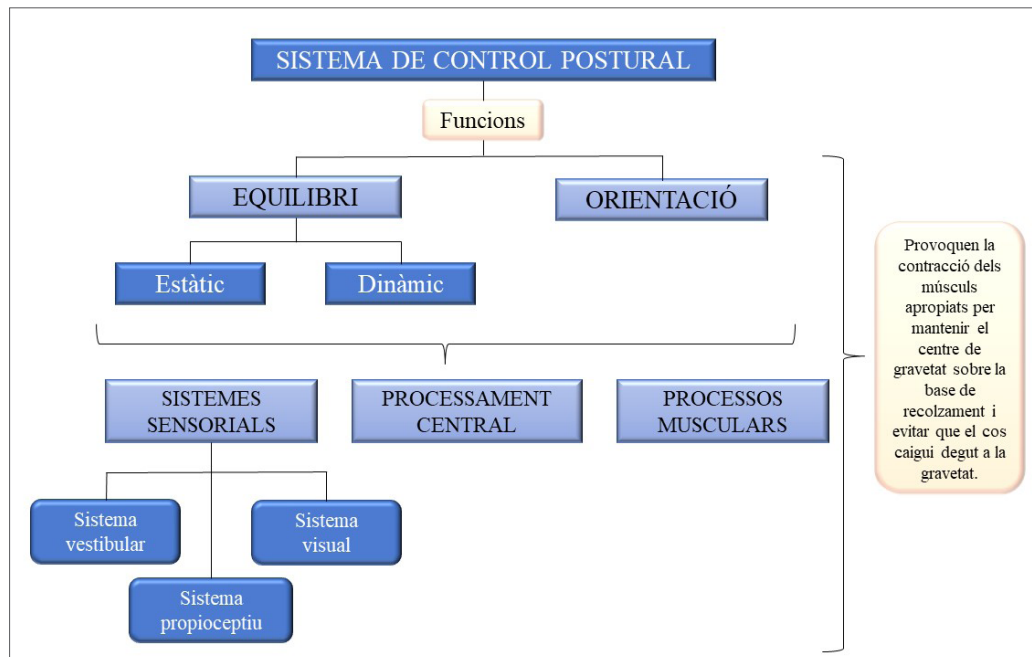 SISTEMA DE CONTROL POSTURAL
Funcions
EQUILIBRI
ORIENTACIÓ
Estàtic
Dinàmic
SISTEMES
SENSORIALS
PROCESSAMENT
CENTRAL
PROCESSOS
MUSCULARS
Sistema
vestibular
Sistema
visual
Sistema
propioceptiu
Provoquen la
contracció dels
músculs
apropiats per
mantenir el
centre de
gravetat sobre la
base de
recolzament i
evitar que el cos
caigui degut a la
gravetat.